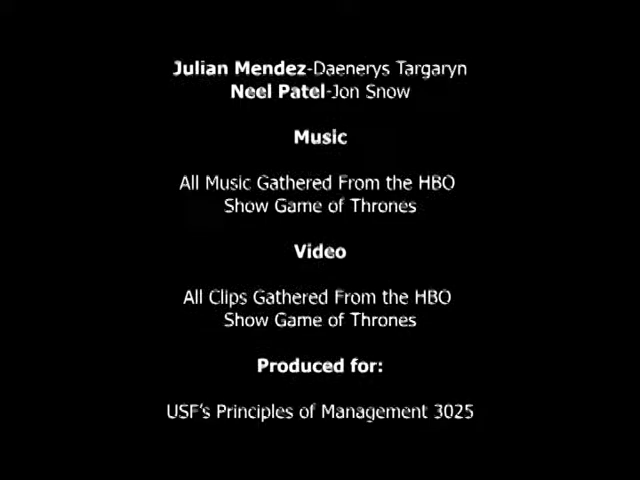 Julian Mendez-Daenerys Targaryn
Neel Patel-Jon Snow
Music
All Music Gathered From the HBO
Show Game of Thrones
Video
All Clips Gathered From the HBO
Show Game of Thrones
Produced for:
USF's Principles of Management 3025